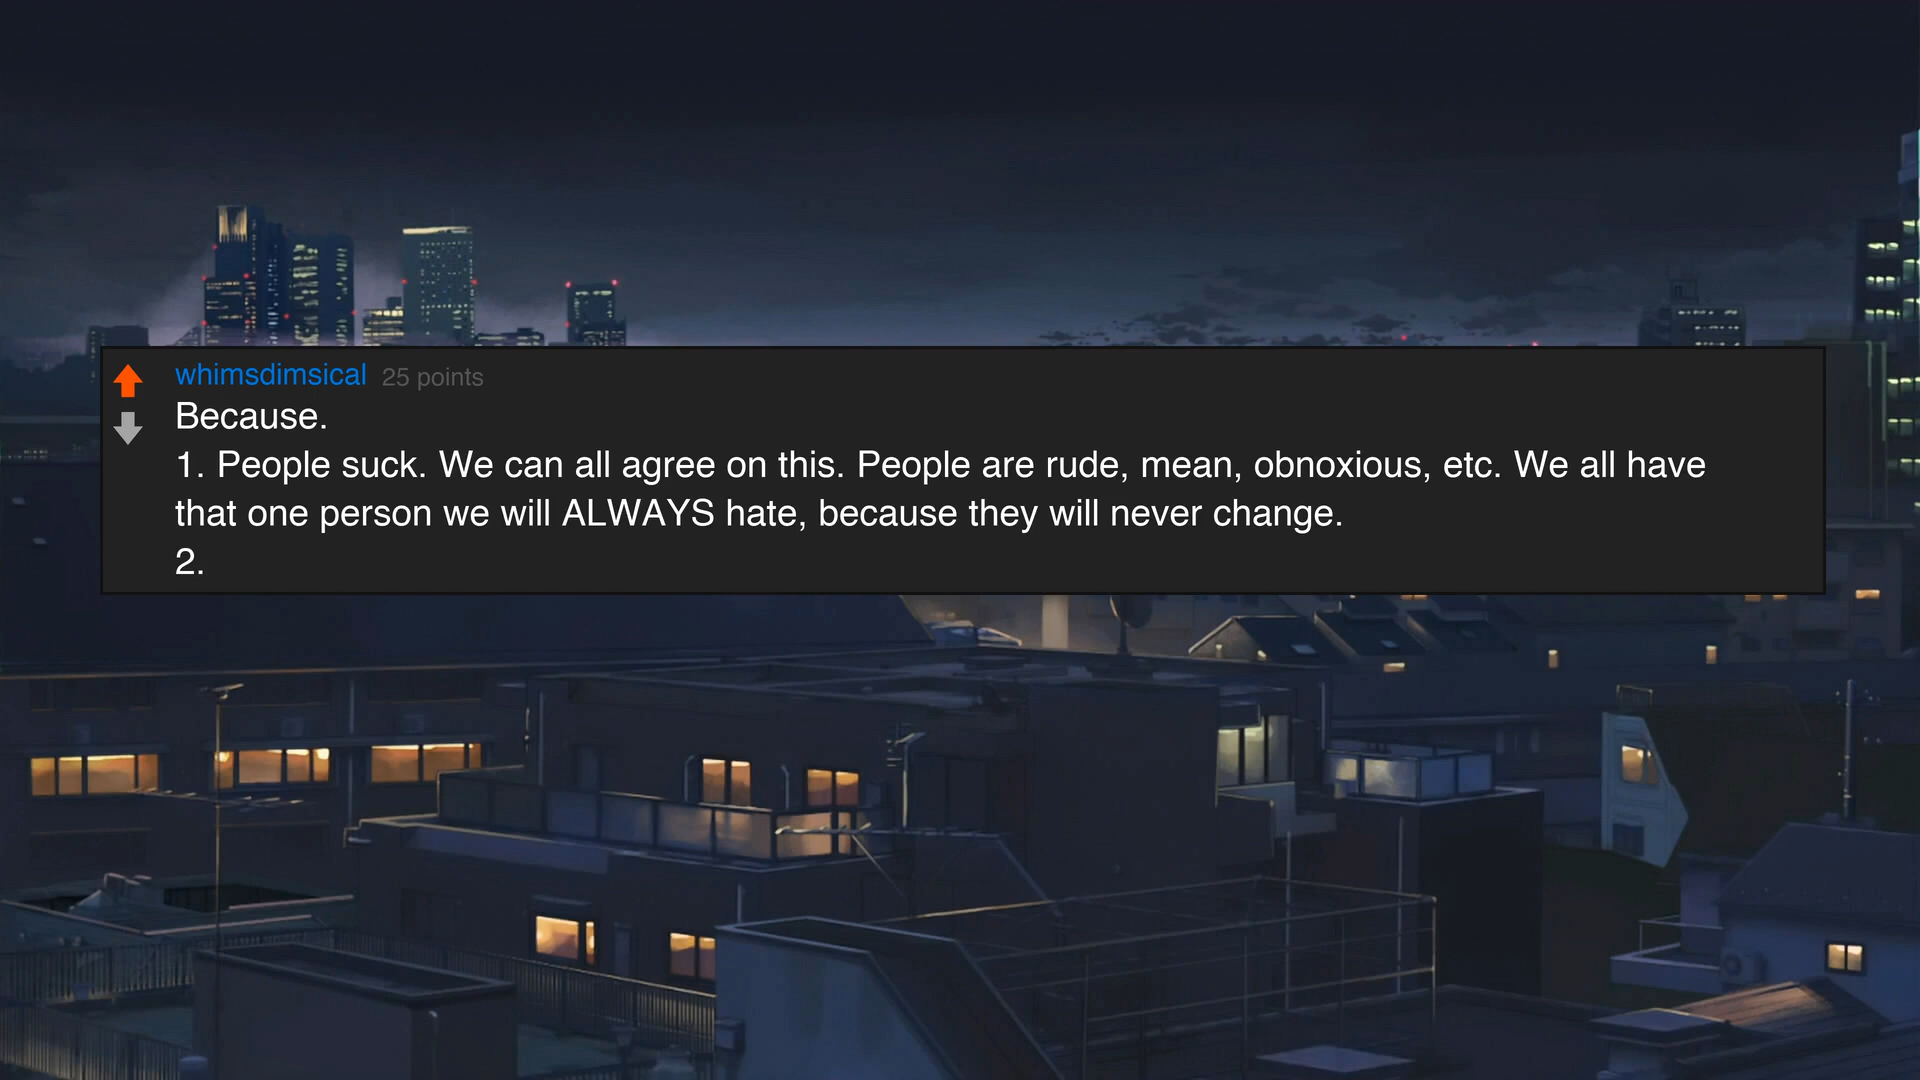 whimsdimsical 25 points
Because.
1. People suck. We can all agree on this. People are rude, mean, obnoxious, etc. We all have
that one person we will ALWAYS hate, because they will never change.
2.